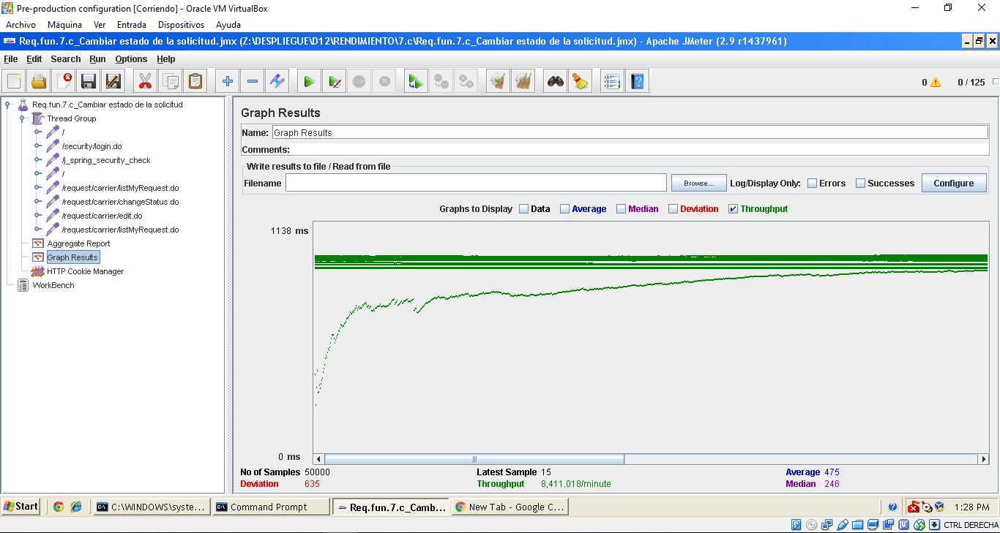 Pre-production configuration [Corriendo] - Oracle VM VirtualBox
Archivo Máquina Ver Entrada Dispositivos Ayuda
Req.fun.7.c_Cambiar estado de la solicitud.jmx (Z:\DESPLIEGUE\D12\RENDIMIENTO\7.c\Req.fun.7.c_Cambiar estado de la solicitud.jmx) - Apache JMeter (2.9 r1437961)
File Edit Search Run Options Help
0 0 / 125
Req.fun.7.c_Cambiar estado de la solicitud
Thread Group
/
/security/login.do
/j_spring_security_check
/
/request/carrier/listMyRequest.do
/request/carrier/changeStatus.do
/request/carrier/edit.do
/request/carrier/listMyRequest.do
Aggregate Report
Graph Results
HTTP Cookie Manager
WorkBench
Graph Results
Name: Graph Results
Comments:
Write results to file / Read from file
Filename Browse... Log/Display Only: Errors Successes Configure
Graphs to Display Data Average Median Deviation Throughput
1138 ms
0 ms
No of Samples 50000 Latest Sample 15 Average 475
Deviation 635 Throughput 8,411.018/minute Median 246
Start C:\WINDOWS\syste... Command Prompt Req.fun.7.c_Camb... New Tab - Google C... 1:28 PM
CTRL DERECHA